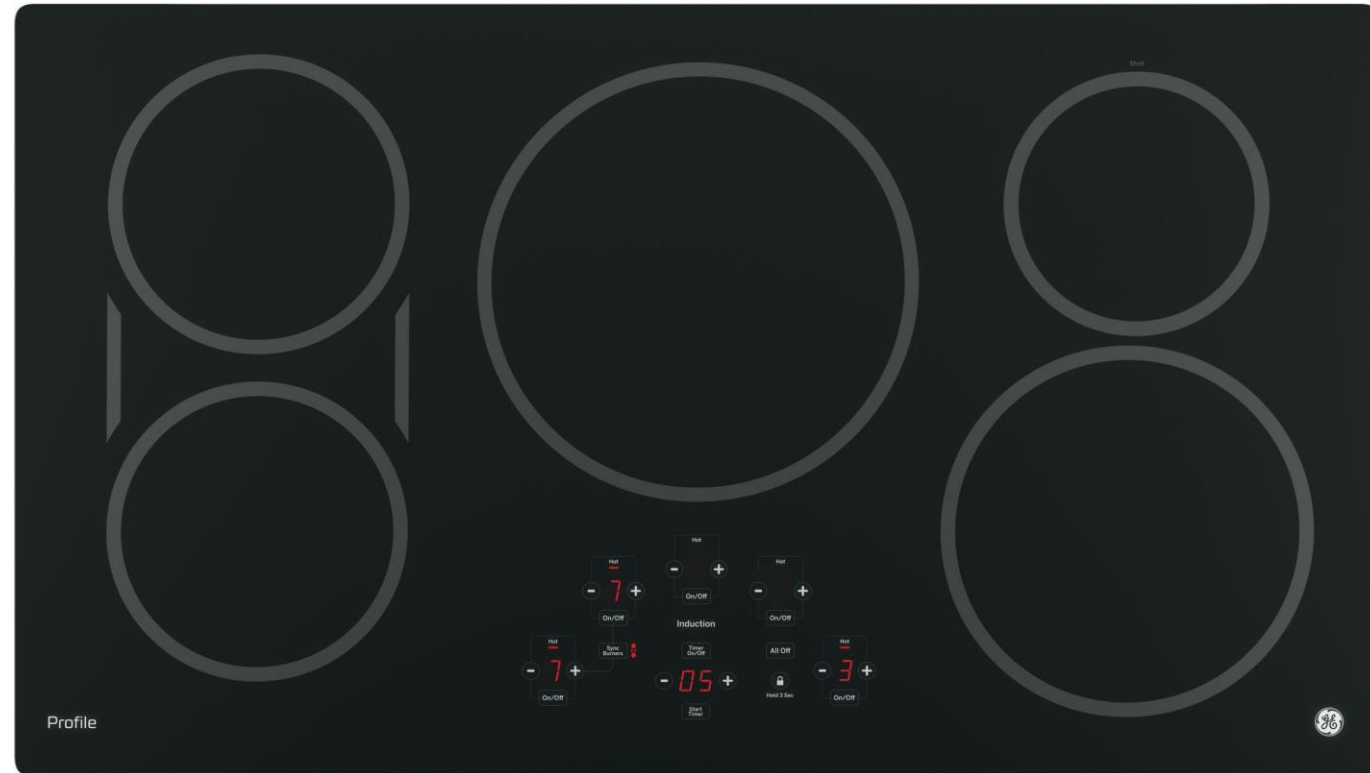 Melt
Hot
Hot
Hot
7
On/Off
On/Off
On/Off
Induction
Hot
Sync
Burners
Timer
On/Off
All Off
Hot
7
05
3
On/Off
Hold 3 Sec
On/Off
Start
Timer
Profile
GE